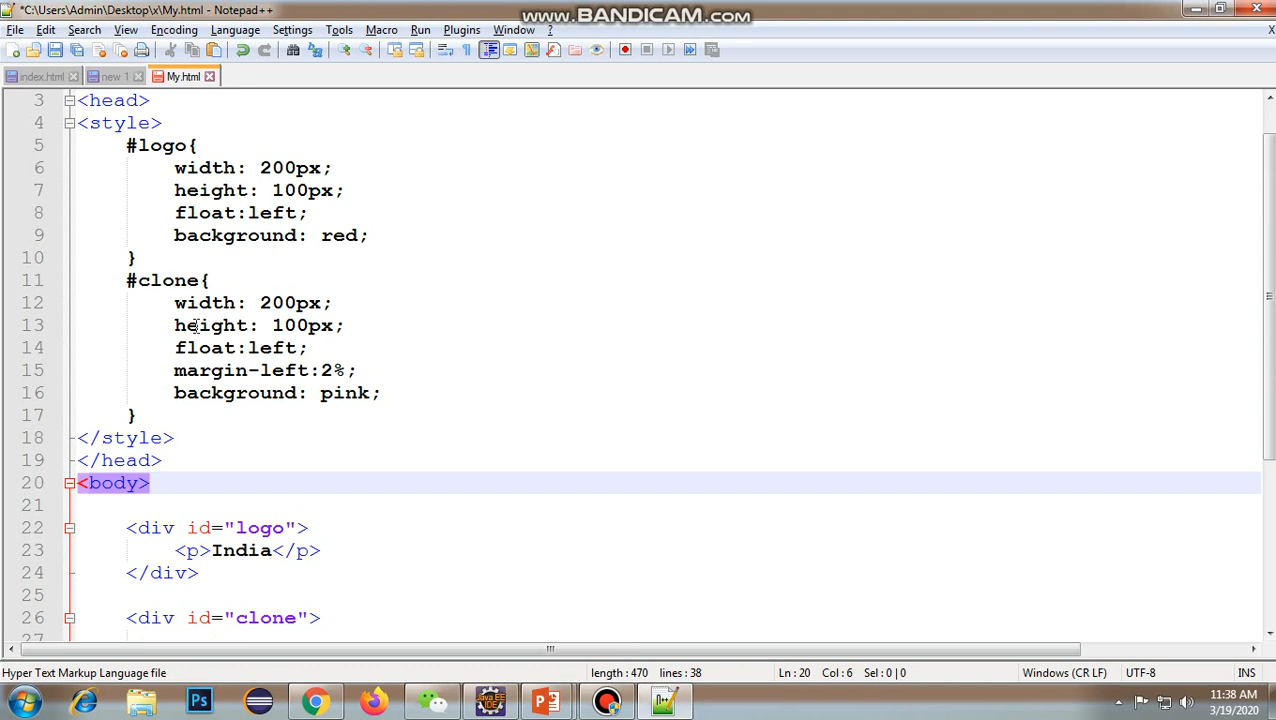 *C:\Users\Admin\Desktop\x\My.html - Notepad++
www.BANDICAM.com
File Edit Search View Encoding Language Settings Tools Macro Run Plugins Window ? X
index.html new 1 My.html
3 <head>
4 <style>
5 #logo{
6 width: 200px;
7 height: 100px;
8 float:left;
9 background: red;
10 }
11 #clone{
12 width: 200px;
13 height: 100px;
14 float:left;
15 margin-left:2%;
16 background: pink;
17 }
18 </style>
19 </head>
20 <body>
21
22 <div id="logo">
23 <p>India</p>
24 </div>
25
26 <div id="clone">
27
Hyper Text Markup Language file length : 470 lines : 38 Ln : 20 Col : 6 Sel : 0 | 0 Windows (CR LF) UTF-8 INS
Ps Java EE IDE P N++ 11:38 AM
3/19/2020